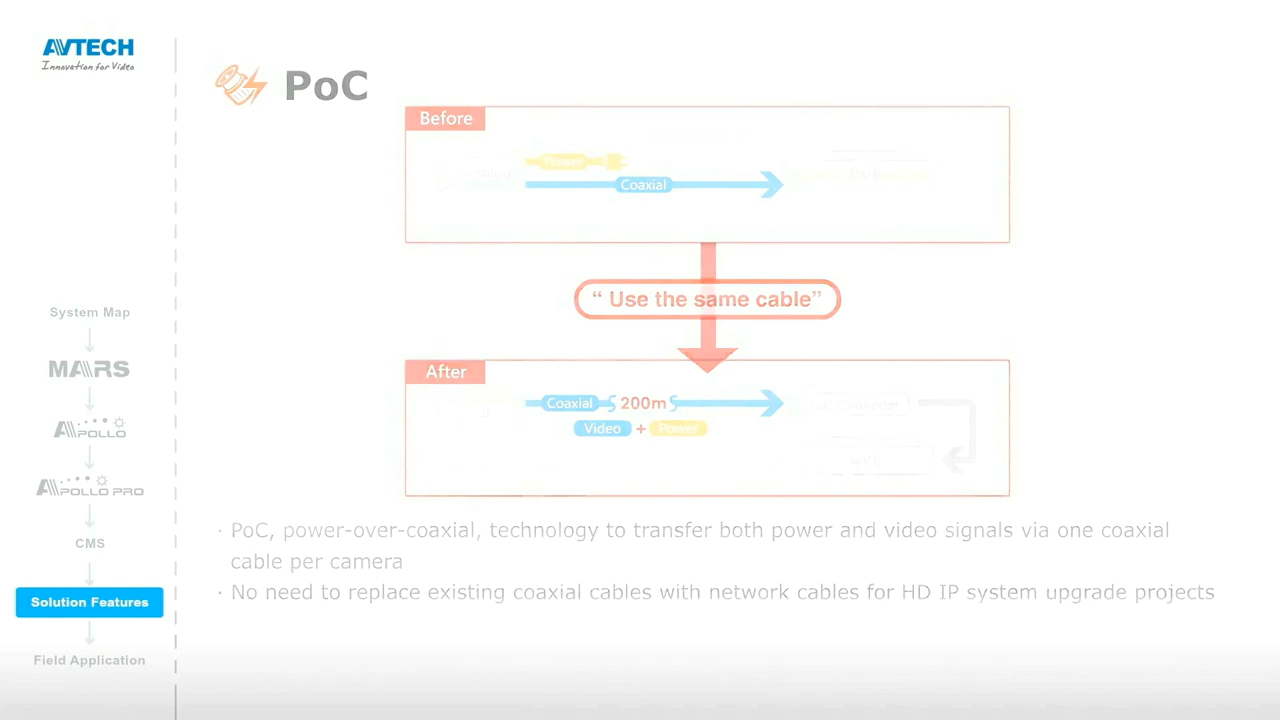 AVTECH
Innovation for Video
PoC
Before
Power
Coaxial
“ Use the same cable”
After
Coaxial
200m
Video + Power
· PoC, power-over-coaxial, technology to transfer both power and video signals via one coaxial
cable per camera
· No need to replace existing coaxial cables with network cables for HD IP system upgrade projects
System Map
MARS
APOLLO
APOLLO PRO
CMS
Solution Features
Field Application